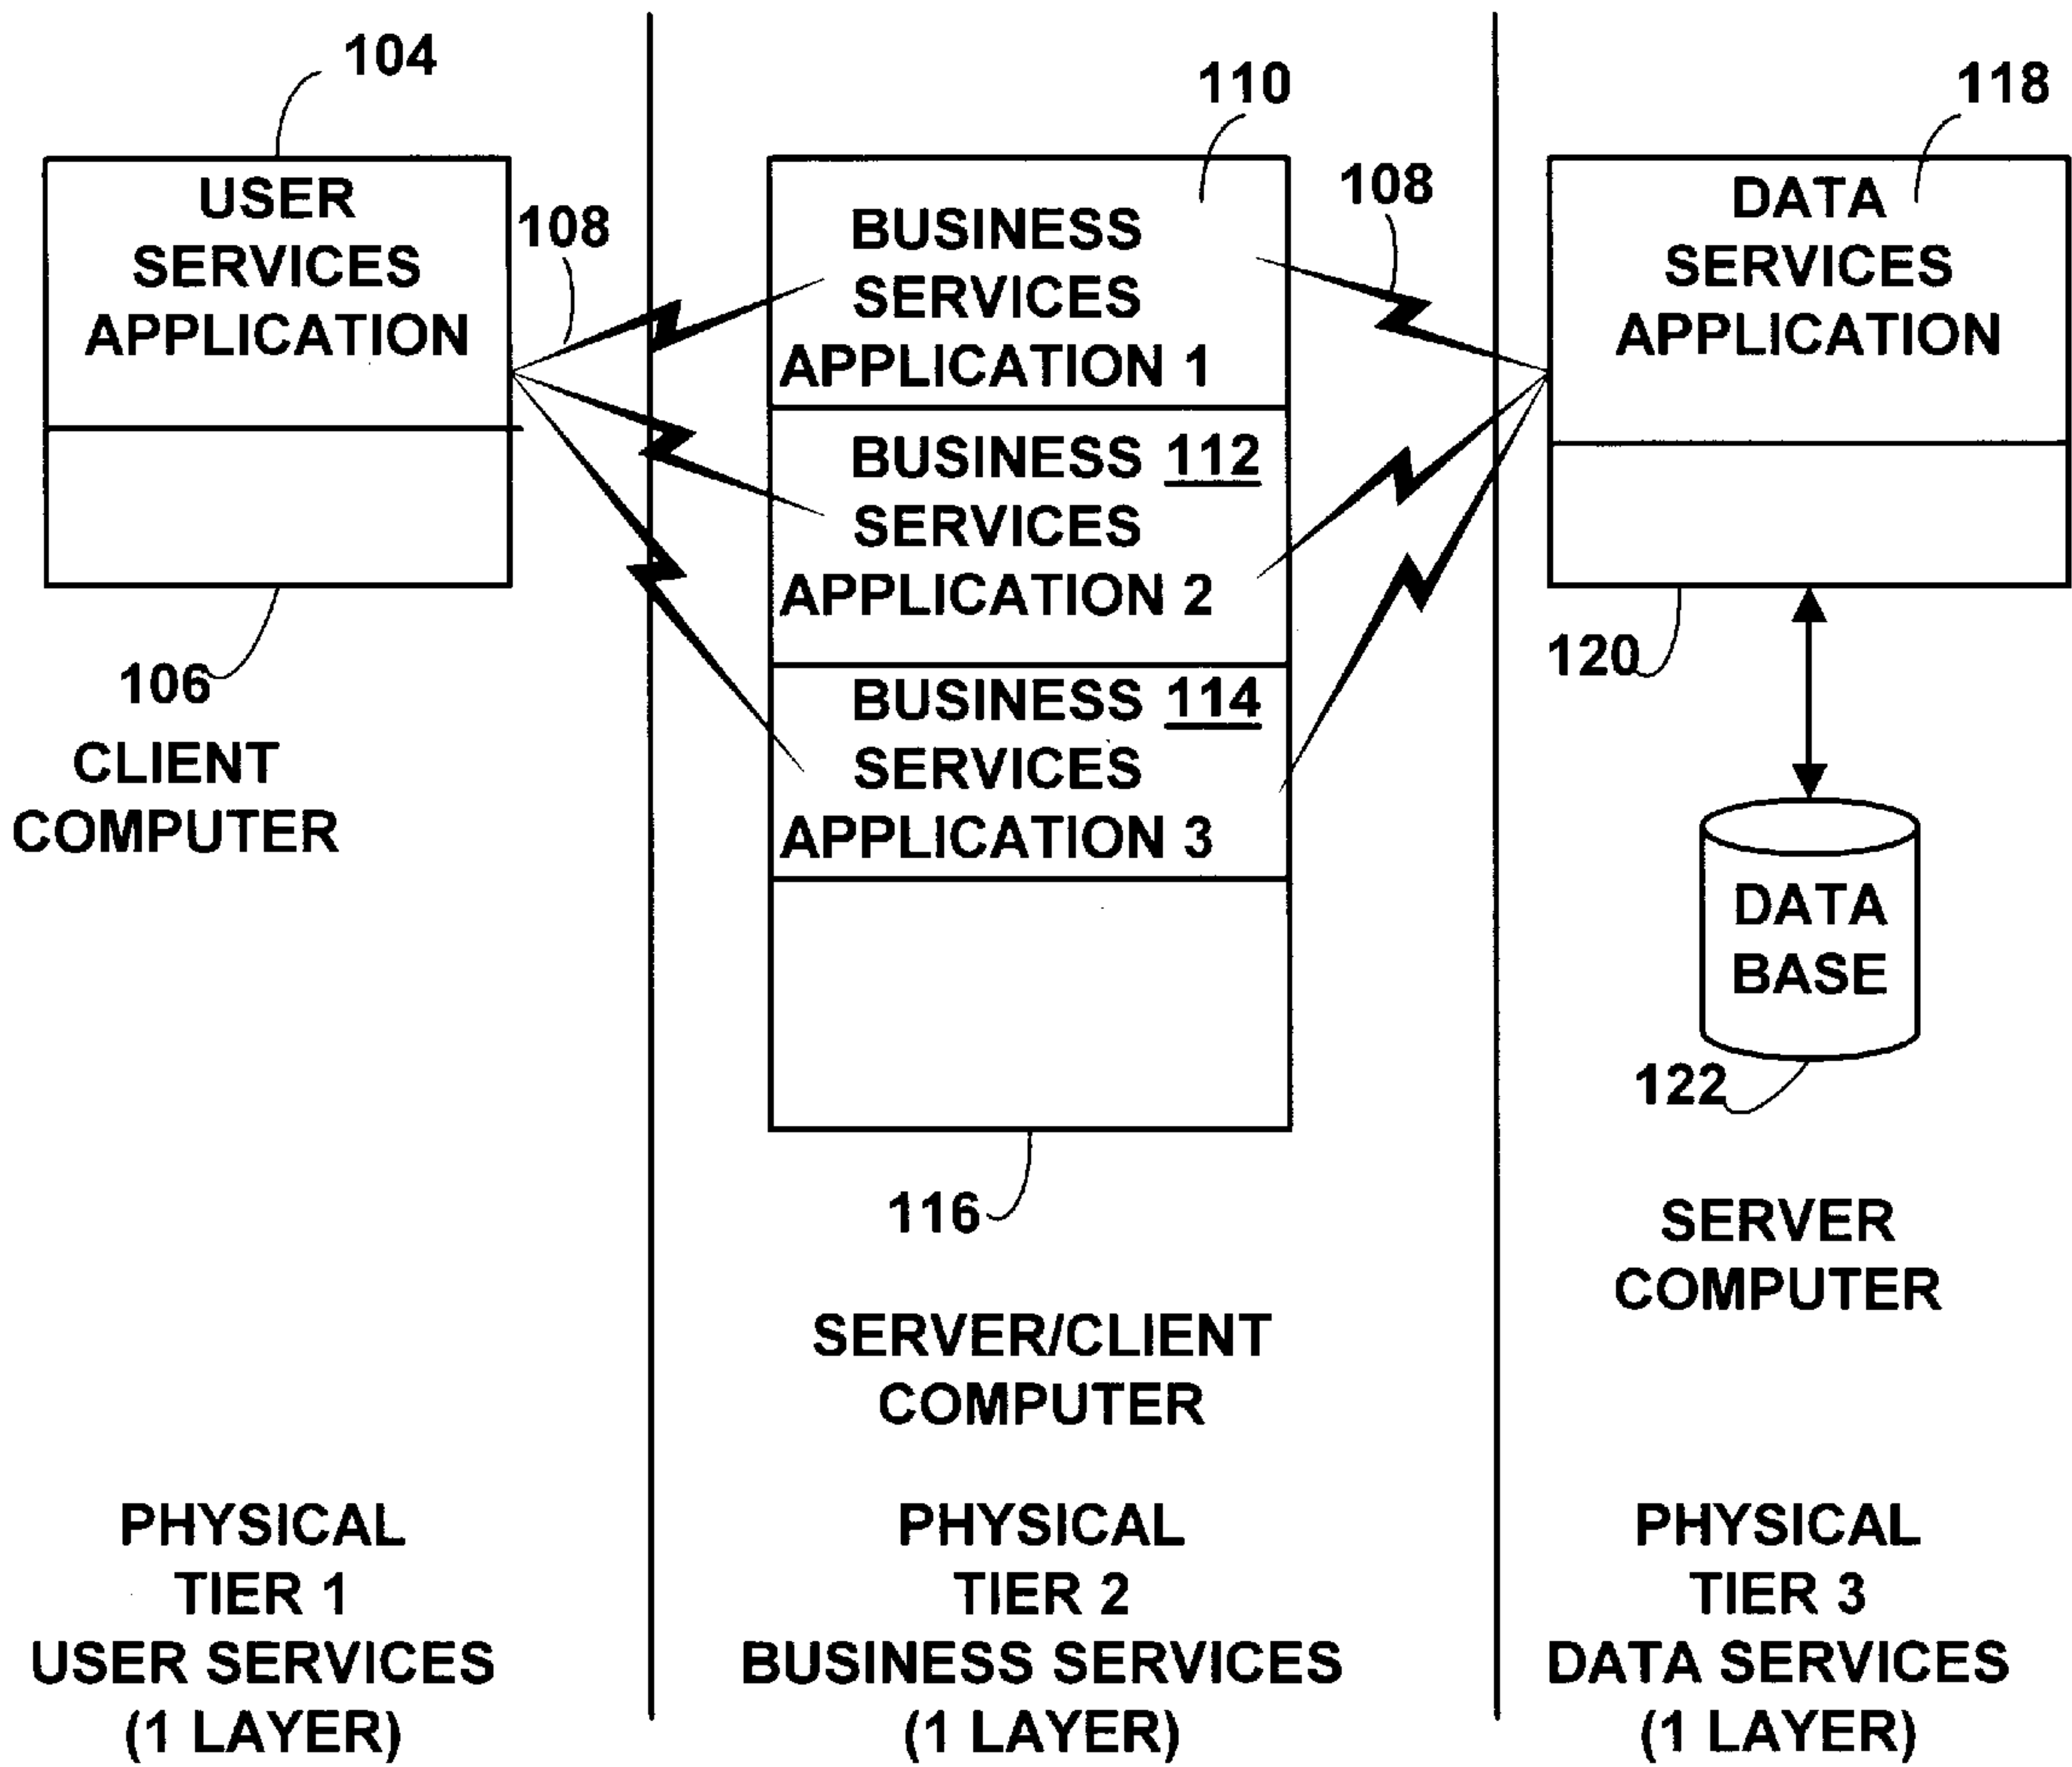 104
USER
SERVICES
APPLICATION
108
106
CLIENT
COMPUTER
PHYSICAL
TIER 1
USER SERVICES
(1 LAYER)
110
BUSINESS
SERVICES
APPLICATION 1
BUSINESS 112
SERVICES
APPLICATION 2
BUSINESS 114
SERVICES
APPLICATION 3
116
SERVER/CLIENT
COMPUTER
PHYSICAL
TIER 2
BUSINESS SERVICES
(1 LAYER)
108
118
DATA
SERVICES
APPLICATION
120
DATA
BASE
122
SERVER
COMPUTER
PHYSICAL
TIER 3
DATA SERVICES
(1 LAYER)